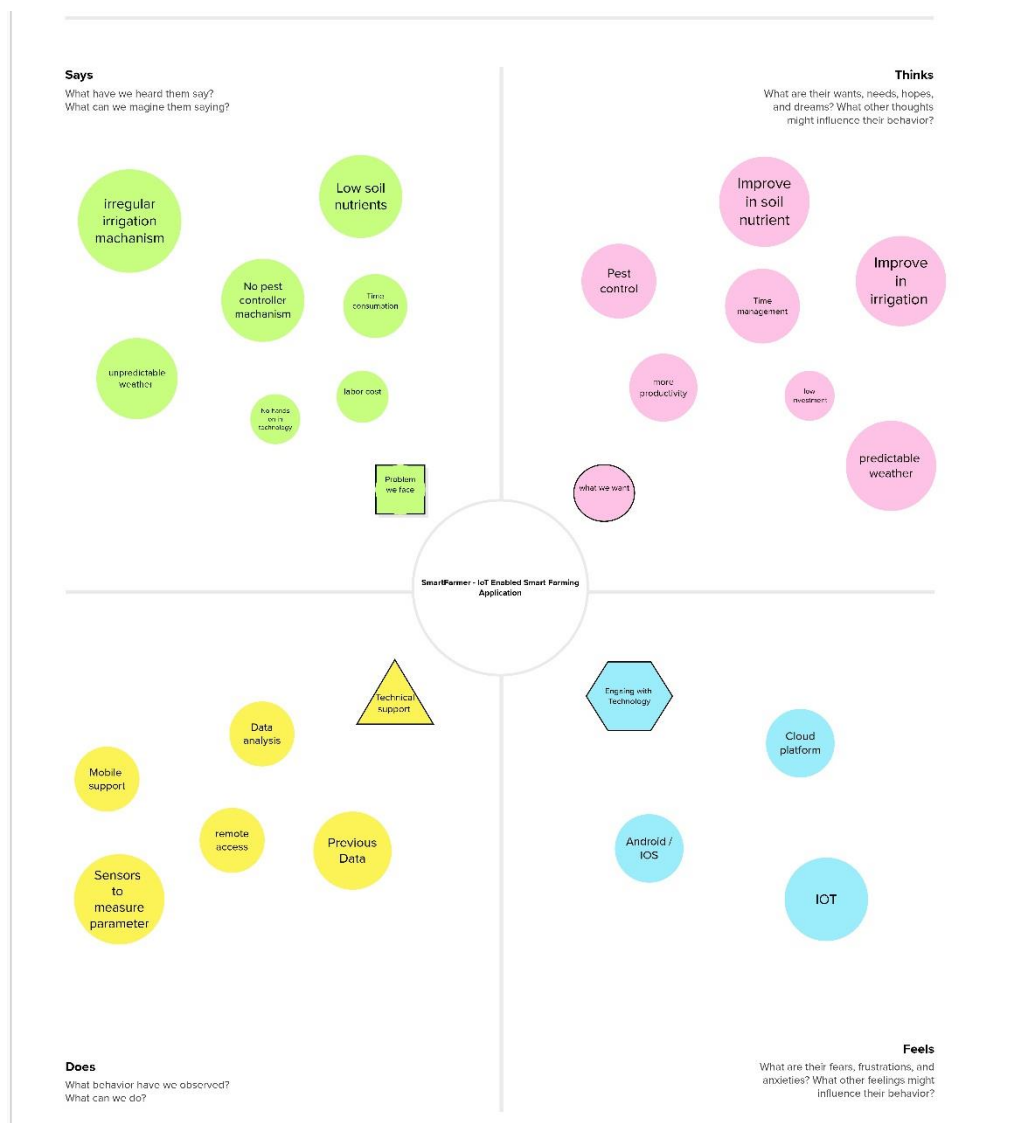 Says
What have we heard them say?
What can we magine them saying?
Thinks
What are their wants, needs, hopes,
and dreams? What other thoughts
might influence their behavior?
irregular
irrigation
machanism
Low soil
nutrients
No pest
controller
machanism
Time
consumption
unpredictable
weather
No hands
on in
technology
labor cost
Problem
we face
Improve
in soil
nutrient
Pest
control
Improve
in
irrigation
Time
management
more
productivity
low
nvestment
predictable
weather
what we want
SmartFarmer - IoT Enabled Smart Farming
Application
Technical
support
Data
analysis
Mobile
support
remote
access
Previous
Data
Sensors
to
measure
parameter
Engaing with
Technology
Cloud
platform
Android /
IOS
IOT
Does
What behavior have we observed?
What can we do?
Feels
What are their fears, frustrations, and
anxieties? What other feelings might
influence their behavior?